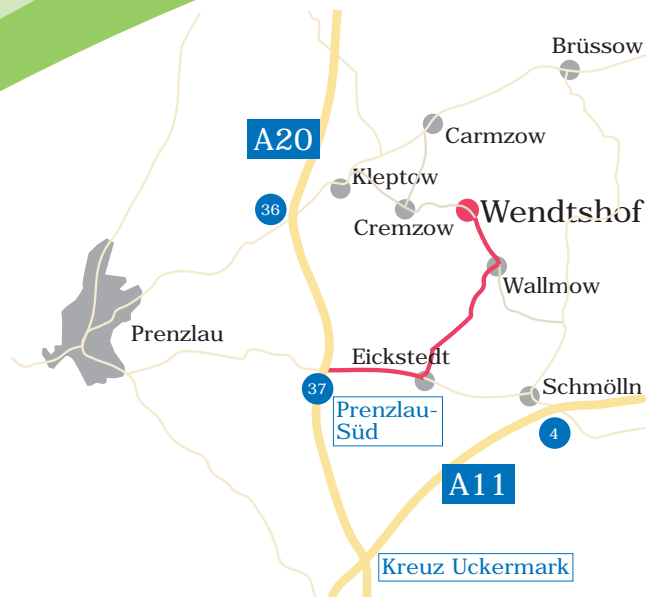 Brüssow
A20
Carmzow
Kleptow
36
Cremzow
Wendtshof
Wallmow
Prenzlau
Eickstedt
37
Schmölln
Prenzlau-
Süd
4
A11
Kreuz Uckermark